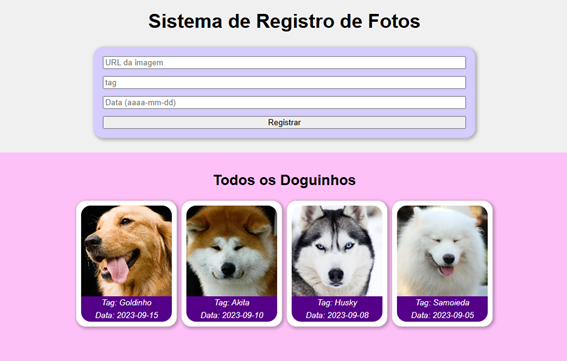 Sistema de Registro de Fotos
URL da imagem
tag
Data (aaaa-mm-dd)
Registrar
Todos os Doguinhos
Tag: Goldinho
Data: 2023-09-15
Tag: Akita
Data: 2023-09-10
Tag: Husky
Data: 2023-09-08
Tag: Samoieda
Data: 2023-09-05